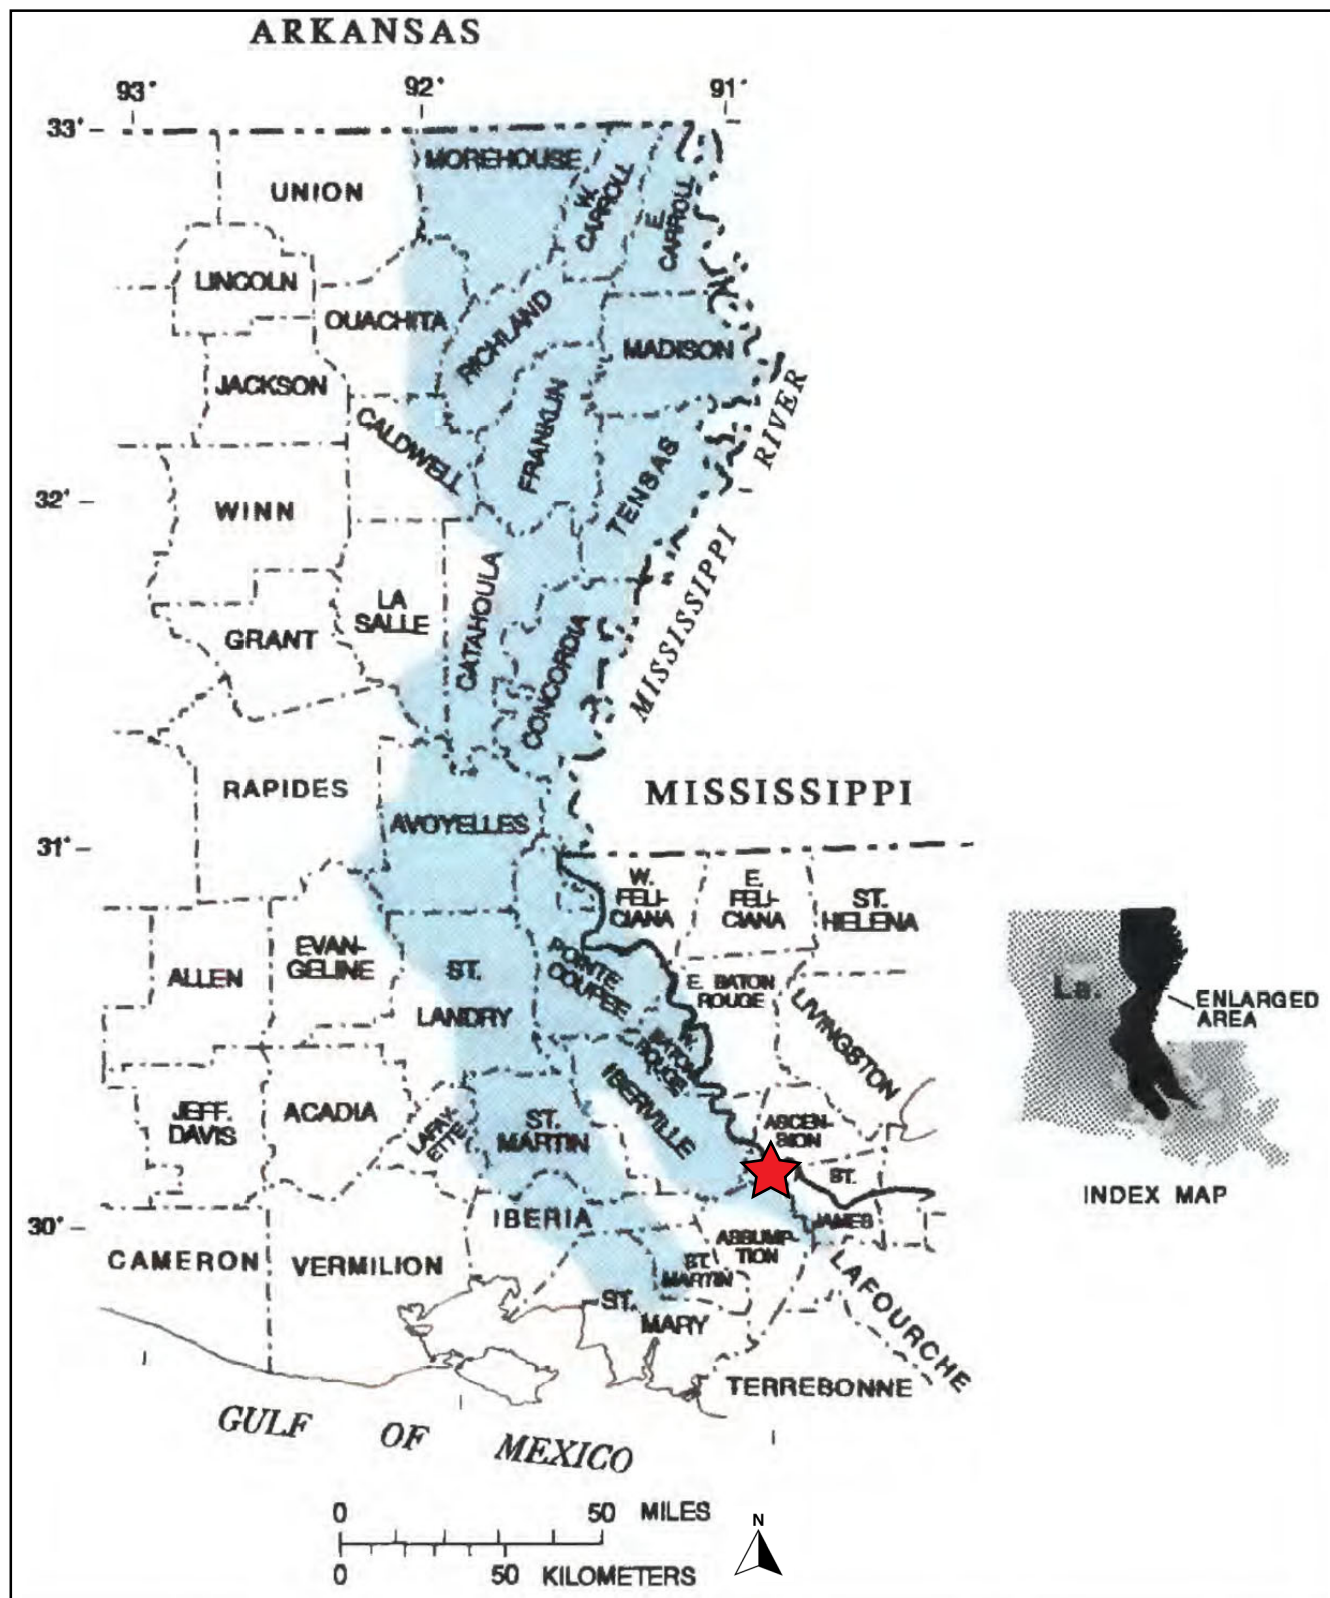 ARKANSAS
93°
92°
91°
33°
MOREHOUSE
W.
CARROLL
E.
CARROLL
UNION
LINCOLN
OUACHITA
RICHLAND
MADISON
JACKSON
CALDWELL
FRANKLIN
TENSAS
RIVER
32°
WINN
MISSISSIPPI
LA
SALLE
CATAHOULA
CONCORDIA
GRANT
RAPIDES
MISSISSIPPI
AVOYELLES
31°
W.
FELI-
CIANA
E.
FELI-
CIANA
ST.
HELENA
EVAN-
GELINE
ALLEN
ST.
LANDRY
POINTE
COUPEE
E. BATON
ROUGE
LIVINGSTON
La.
ENLARGED
AREA
W.
BATON
ROUGE
IBERVILLE
JEFF.
DAVIS
ACADIA
LAFAY-
ETTE
ST.
MARTIN
ASCEN-
SION
ST.
JAMES
INDEX MAP
30°
IBERIA
ASSUMP-
TION
CAMERON
VERMILION
ST.
MARTIN
LAFOURCHE
ST.
MARY
TERREBONNE
GULF OF MEXICO
0 50 MILES
0 50 KILOMETERS
N